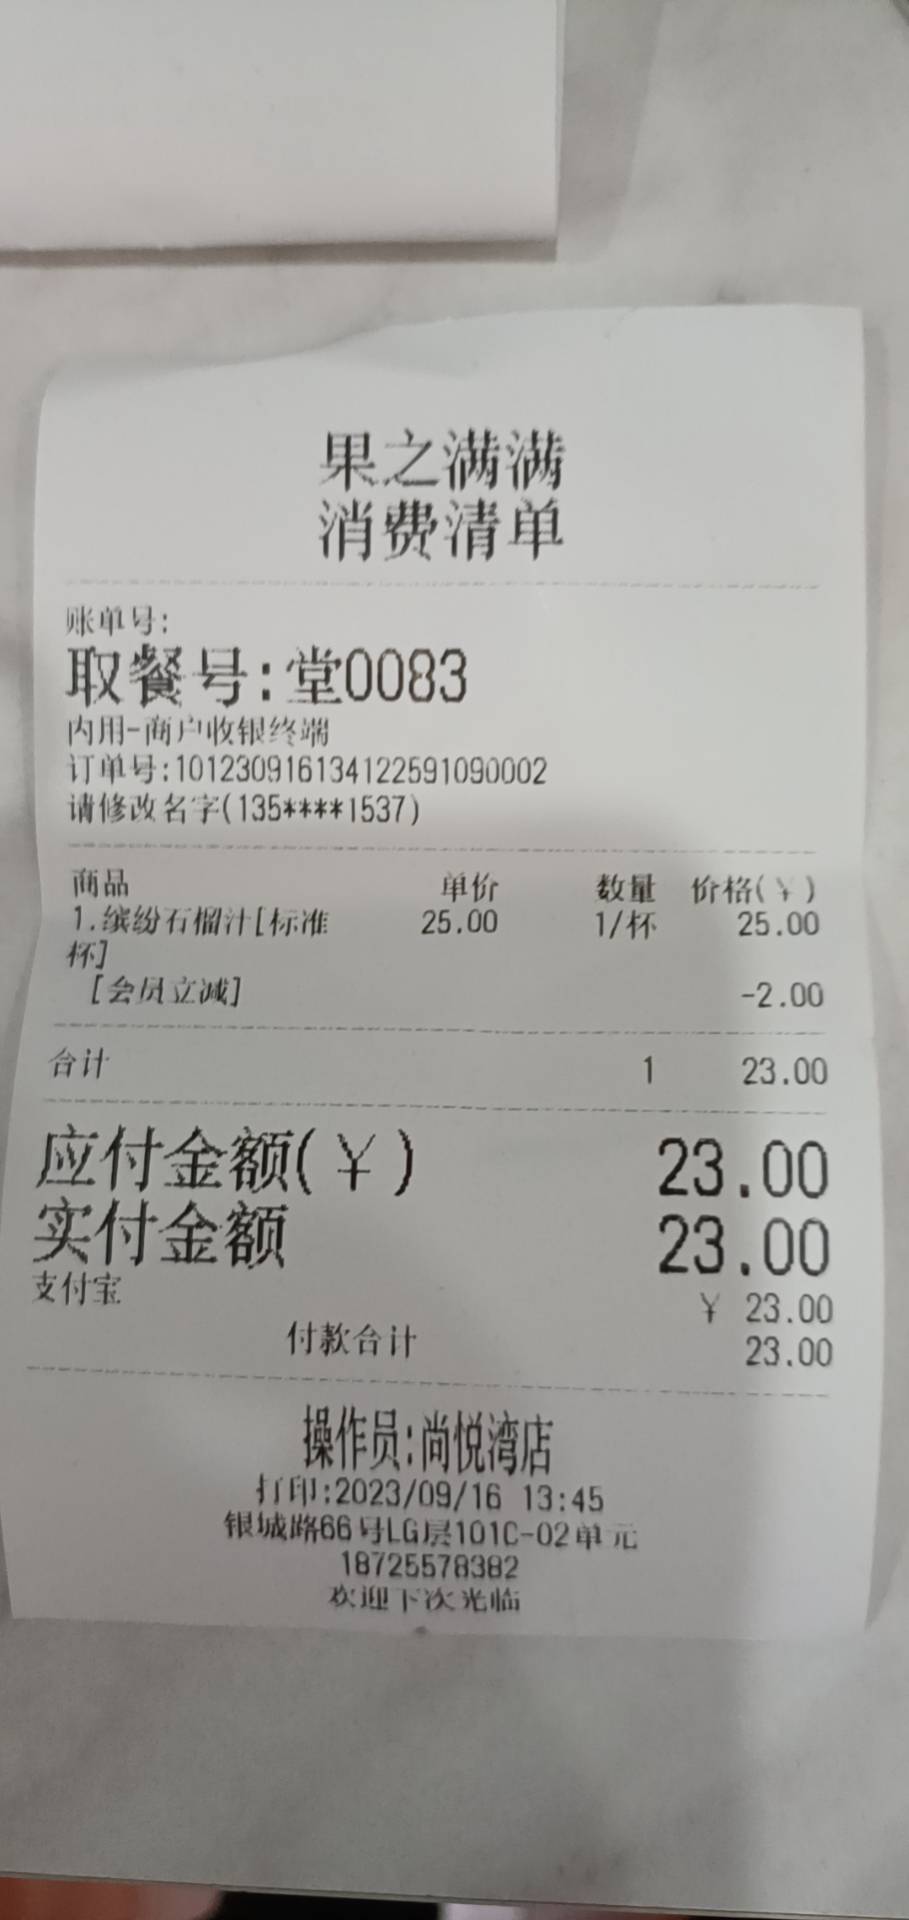 果之满满
消费清单
账单号:
取餐号:堂0083
内用-商户收银终端
订单号:101230916134122591090002
请修改名字(135****1537)
商品 单价 数量 价格(¥)
1.缤纷石榴汁[标准 25.00 1/杯 25.00
杯]
[会员立减] -2.00
合计 1 23.00
应付金额(¥) 23.00
实付金额 23.00
支付宝 ¥ 23.00
付款合计 23.00
操作员:尚悦湾店
打印:2023/09/16 13:45
银城路66号LG层101C-02单元
18725578382
欢迎下次光临